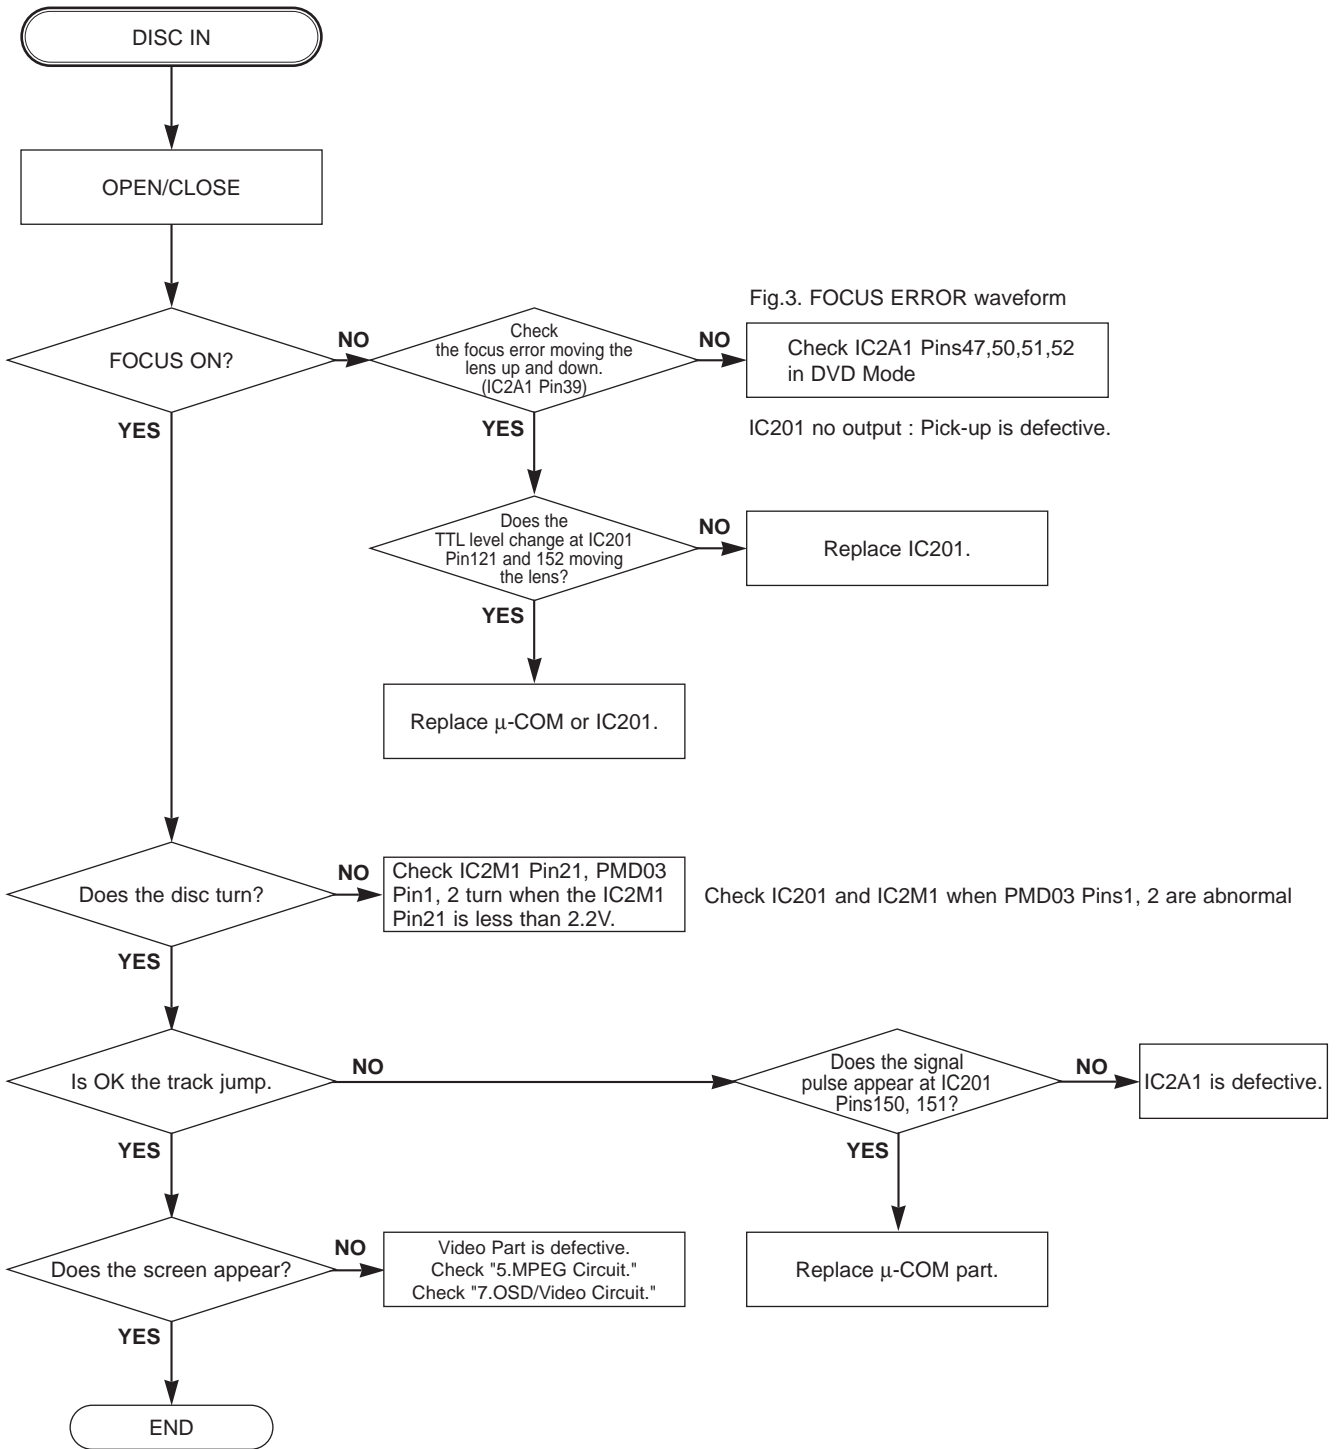 DISC IN
OPEN/CLOSE
Fig.3. FOCUS ERROR waveform
FOCUS ON?
NO
YES
Check
the focus error moving the
lens up and down.
(IC2A1 Pin39)
NO
YES
Check IC2A1 Pins47,50,51,52
in DVD Mode
IC201 no output : Pick-up is defective.
Does the
TTL level change at IC201
Pin121 and 152 moving
the lens?
NO
YES
Replace IC201.
Replace μ-COM or IC201.
Does the disc turn?
NO
YES
Check IC2M1 Pin21, PMD03
Pin1, 2 turn when the IC2M1
Pin21 is less than 2.2V.
Check IC201 and IC2M1 when PMD03 Pins1, 2 are abnormal
Is OK the track jump.
NO
YES
Does the signal
pulse appear at IC201
Pins150, 151?
NO
YES
IC2A1 is defective.
Replace μ-COM part.
Does the screen appear?
NO
YES
Video Part is defective.
Check "5.MPEG Circuit."
Check "7.OSD/Video Circuit."
END